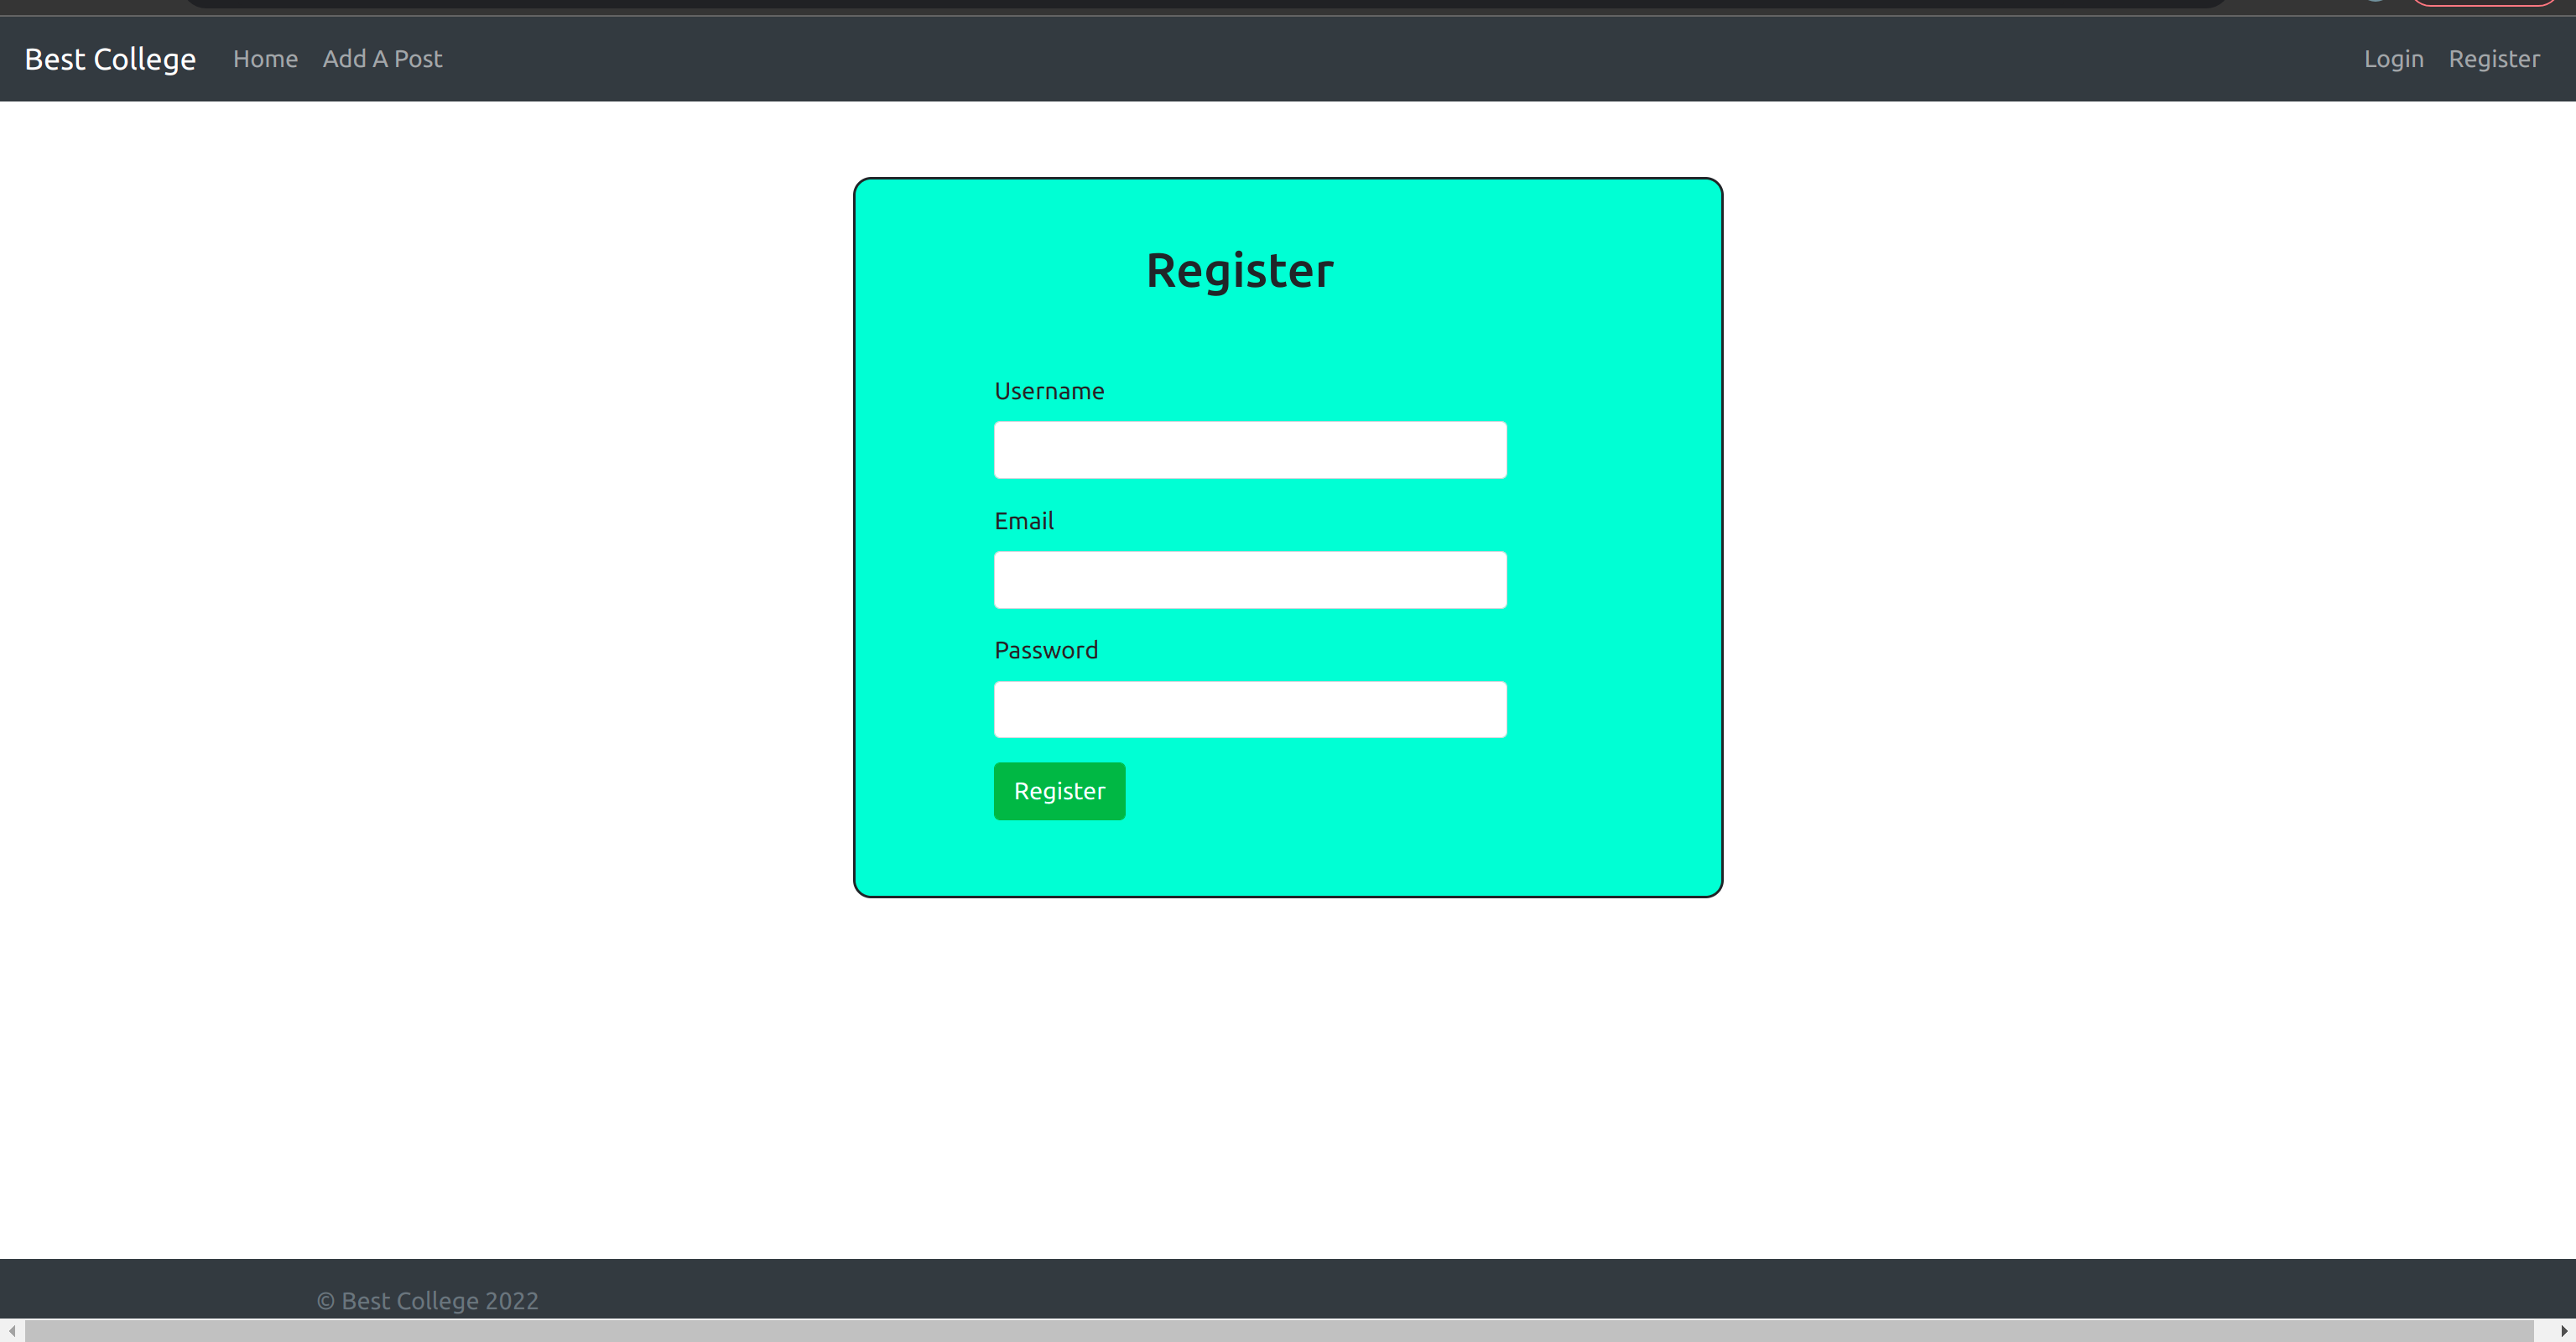 Best College Home Add A Post Login Register
Register
Username
Email
Password
Register
© Best College 2022